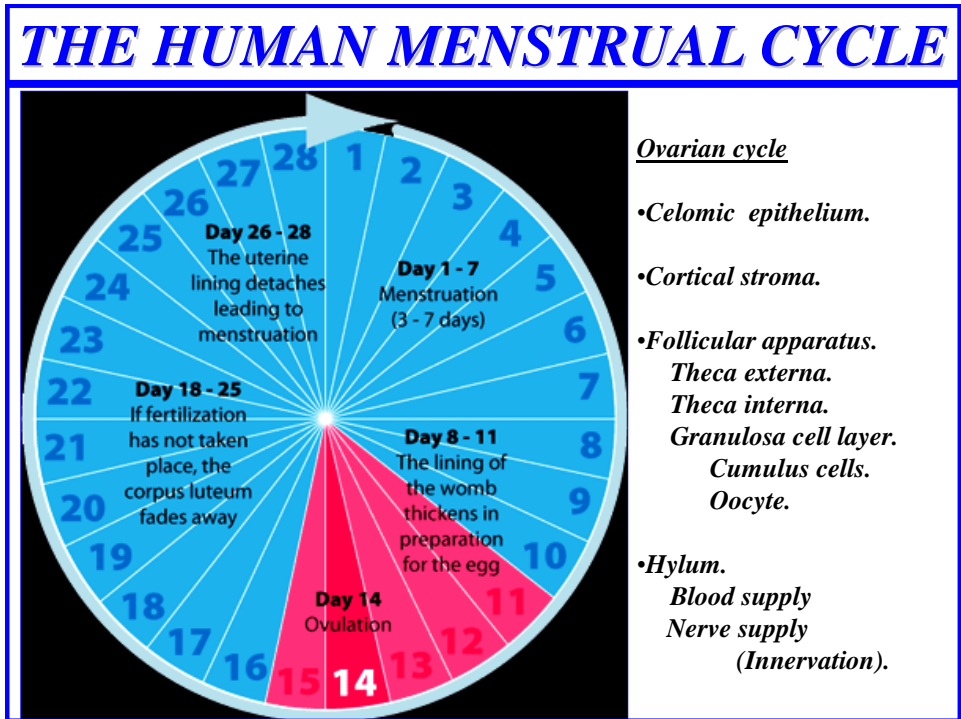 THE HUMAN MENSTRUAL CYCLE
1
2
3
4
5
6
7
8
9
10
11
12
13
14
15
16
17
18
19
20
21
22
23
24
25
26
27
28
Day 1 - 7
Menstruation
(3 - 7 days)
Day 8 - 11
The lining of
the womb
thickens in
preparation
for the egg
Day 14
Ovulation
Day 18 - 25
If fertilization
has not taken
place, the
corpus luteum
fades away
Day 26 - 28
The uterine
lining detaches
leading to
menstruation
Ovarian cycle
•Celomic epithelium.
•Cortical stroma.
•Follicular apparatus.
Theca externa.
Theca interna.
Granulosa cell layer.
Cumulus cells.
Oocyte.
•Hylum.
Blood supply
Nerve supply
(Innervation).